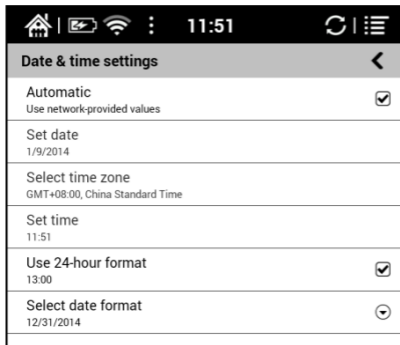 11:51
Date & time settings
Automatic
Use network-provided values
Set date
1/9/2014
Select time zone
GMT+08:00, China Standard Time
Set time
11:51
Use 24-hour format
13:00
Select date format
12/31/2014